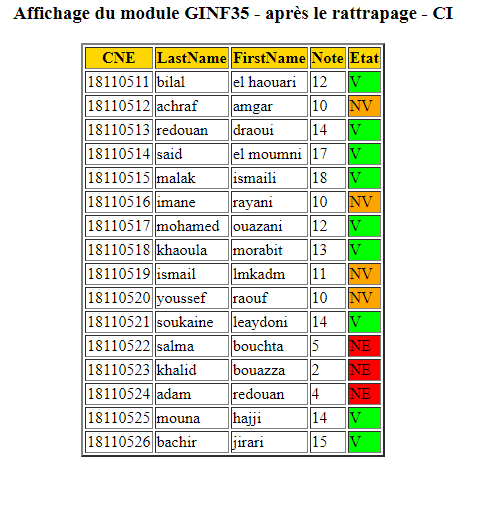 Affichage du module GINF35 - après le rattrapage - CI
CNE LastName FirstName Note Etat
18110511 bilal el haouari 12 V
18110512 achraf amgar 10 NV
18110513 redouan draoui 14 V
18110514 said el moumni 17 V
18110515 malak ismaili 18 V
18110516 imane rayani 10 NV
18110517 mohamed ouazani 12 V
18110518 khaoula morabit 13 V
18110519 ismail lmkadm 11 NV
18110520 youssef raouf 10 NV
18110521 soukaine leaydoni 14 V
18110522 salma bouchta 5 NE
18110523 khalid bouazza 2 NE
18110524 adam redouan 4 NE
18110525 mouna hajji 14 V
18110526 bachir jirari 15 V